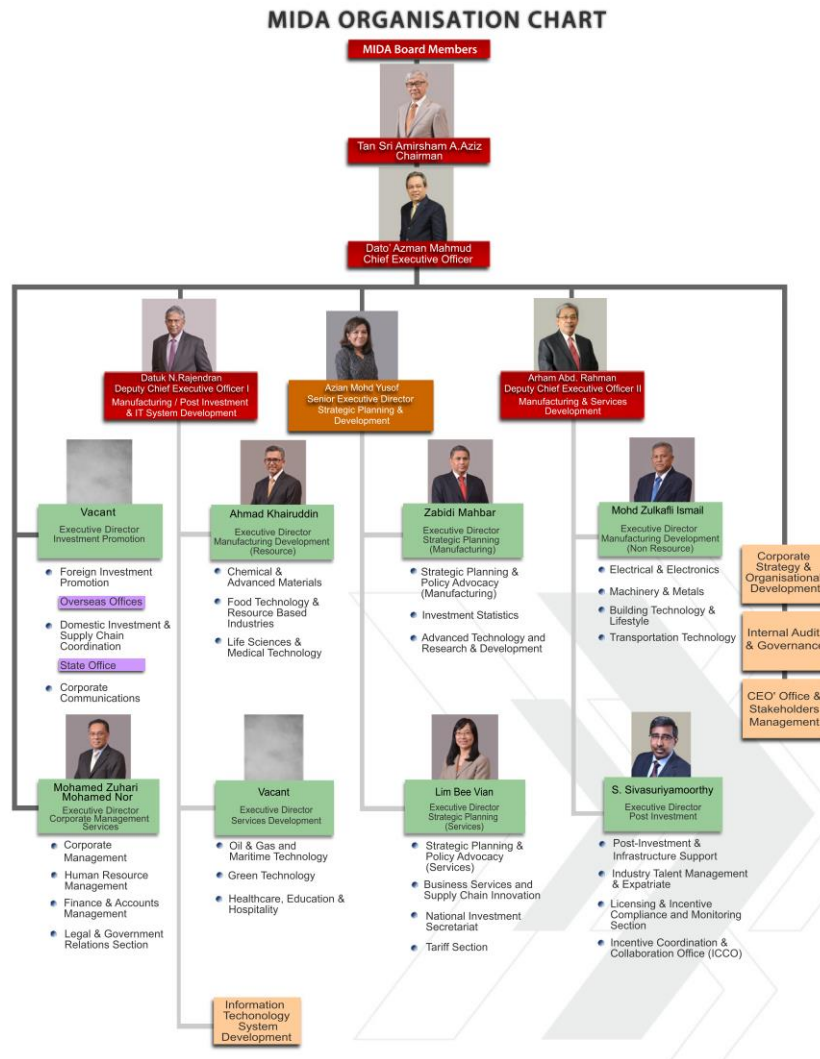 MIDA ORGANISATION CHART
MIDA Board Members
Tan Sri Amirsham A.Aziz
Chairman
Dato' Azman Mahmud
Chief Executive Officer
Datuk N.Rajendran
Deputy Chief Executive Officer I
Manufacturing / Post Investment
& IT System Development
Azian Mohd Yusof
Senior Executive Director
Strategic Planning &
Development
Arham Abd. Rahman
Deputy Chief Executive Officer II
Manufacturing & Services
Development
Vacant
Executive Director
Investment Promotion
Foreign Investment
Promotion
Overseas Offices
Domestic Investment &
Supply Chain
Coordination
State Office
Corporate
Communications
Ahmad Khairuddin
Executive Director
Manufacturing Development
(Resource)
Chemical &
Advanced Materials
Food Technology &
Resource Based
Industries
Life Sciences &
Medical Technology
Zabidi Mahbar
Executive Director
Strategic Planning
(Manufacturing)
Strategic Planning &
Policy Advocacy
(Manufacturing)
Investment Statistics
Advanced Technology and
Research & Development
Mohd Zulkafli Ismail
Executive Director
Manufacturing Development
(Non Resource)
Electrical & Electronics
Machinery & Metals
Building Technology &
Lifestyle
Transportation Technology
Corporate
Strategy &
Organisational
Development
Internal Audit
& Governance
CEO' Office &
Stakeholders
Management
Mohamed Zuhari
Mohamed Nor
Executive Director
Corporate Management
Services
Corporate
Management
Human Resource
Management
Finance & Accounts
Management
Legal & Government
Relations Section
Vacant
Executive Director
Services Development
Oil & Gas and
Maritime Technology
Green Technology
Healthcare, Education &
Hospitality
Lim Bee Vian
Executive Director
Strategic Planning
(Services)
Strategic Planning &
Policy Advocacy
(Services)
Business Services and
Supply Chain Innovation
National Investment
Secretariat
Tariff Section
S. Sivasuriyamoorthy
Executive Director
Post Investment
Post-Investment &
Infrastructure Support
Industry Talent Management
& Expatriate
Licensing & Incentive
Compliance and Monitoring
Section
Incentive Coordination &
Collaboration Office (ICCO)
Information
Techonology
System
Development